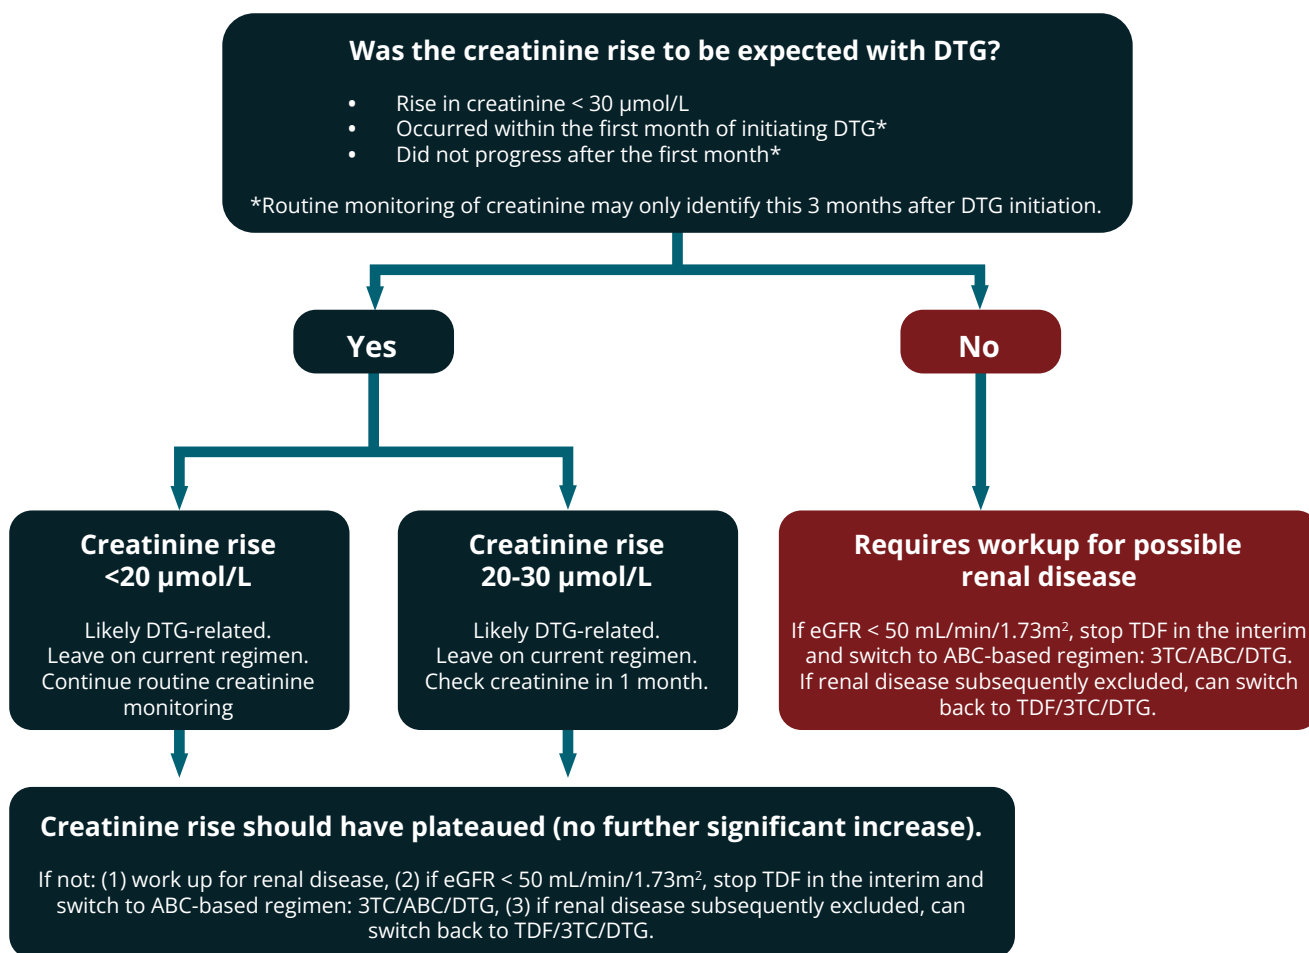 Was the creatinine rise to be expected with DTG?
• Rise in creatinine < 30 µmol/L
• Occurred within the first month of initiating DTG*
• Did not progress after the first month*
*Routine monitoring of creatinine may only identify this 3 months after DTG initiation.
Yes
No
Creatinine rise
<20 µmol/L
Likely DTG-related.
Leave on current regimen.
Continue routine creatinine
monitoring
Creatinine rise
20-30 µmol/L
Likely DTG-related.
Leave on current regimen.
Check creatinine in 1 month.
Requires workup for possible
renal disease
If eGFR < 50 mL/min/1.73m², stop TDF in the interim
and switch to ABC-based regimen: 3TC/ABC/DTG.
If renal disease subsequently excluded, can switch
back to TDF/3TC/DTG.
Creatinine rise should have plateaued (no further significant increase).
If not: (1) work up for renal disease, (2) if eGFR < 50 mL/min/1.73m², stop TDF in the interim and
switch to ABC-based regimen: 3TC/ABC/DTG, (3) if renal disease subsequently excluded, can
switch back to TDF/3TC/DTG.